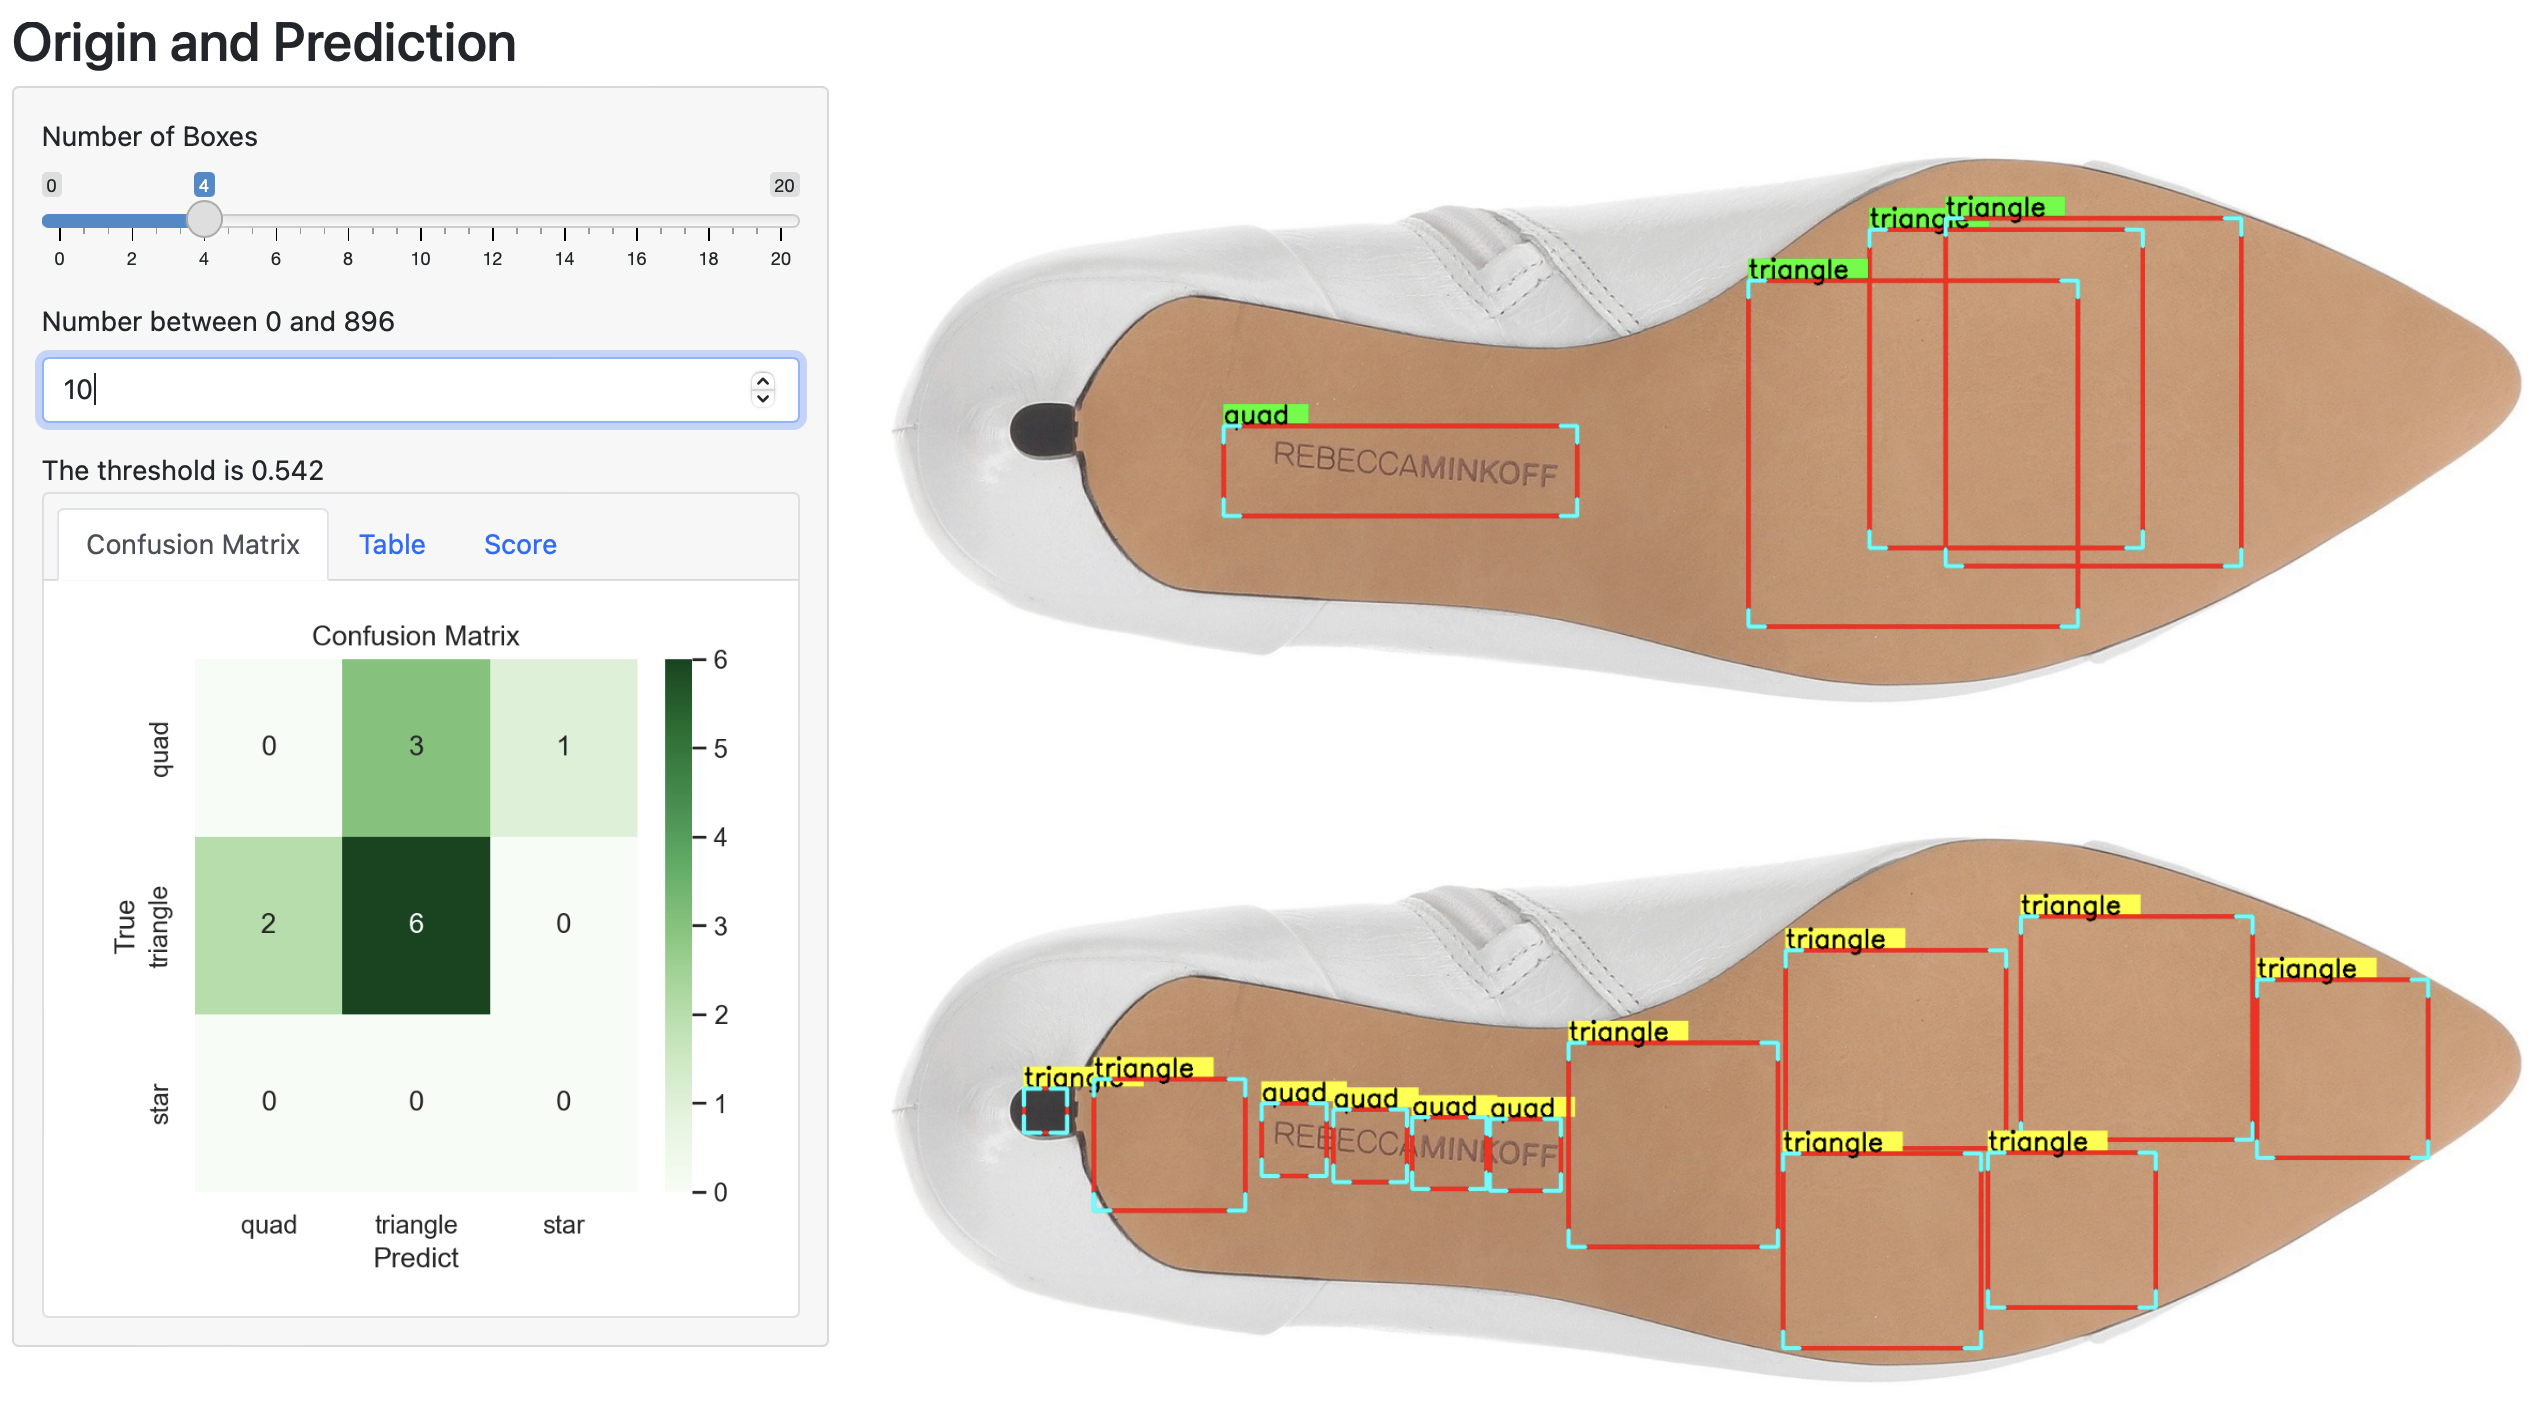 Origin and Prediction
Number of Boxes
0 4 20
0 2 4 6 8 10 12 14 16 18 20
Number between 0 and 896
10
The threshold is 0.542
Confusion Matrix Table Score
Confusion Matrix
quad 0 3 1
True triangle 2 6 0
star 0 0 0
quad triangle star
Predict
6
5
4
3
2
1
0
triangle
triangle
triangle
quad
REBECCAMINKOFF
triangle
triangle
triangle
triangle
triangle
triangle
quad
quad
quad
quad
REBECCAMINKOFF
triangle
triangle